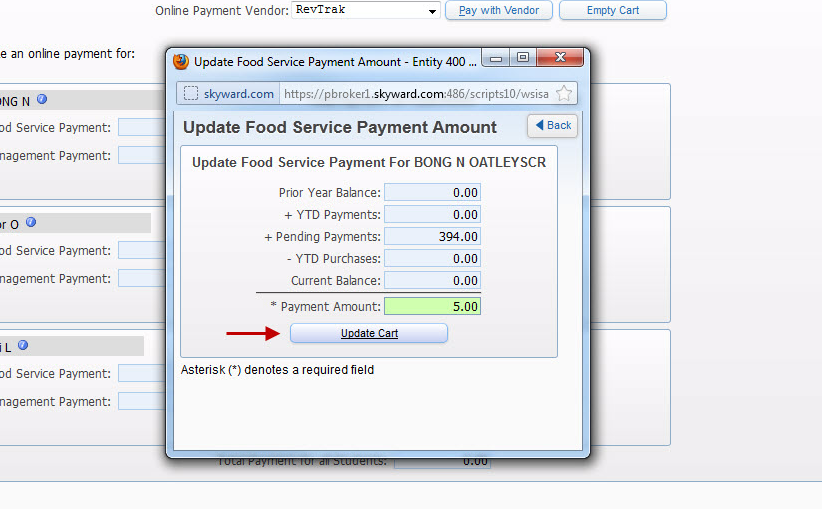 Online Payment Vendor: RevTrak Pay with Vendor Empty Cart
e an online payment for:
Update Food Service Payment Amount - Entity 400 ...
skyward.com https://pbroker1.skyward.com:486/scripts10/wsisa
Update Food Service Payment Amount Back
Update Food Service Payment For BONG N OATLEYSCR
Prior Year Balance: 0.00
+ YTD Payments: 0.00
+ Pending Payments: 394.00
- YTD Purchases: 0.00
Current Balance: 0.00
* Payment Amount: 5.00
Update Cart
Asterisk (*) denotes a required field
ONG N
od Service Payment:
nagement Payment:
or O
od Service Payment:
nagement Payment:
i L
od Service Payment:
nagement Payment:
Total Payment for all Students: 0.00